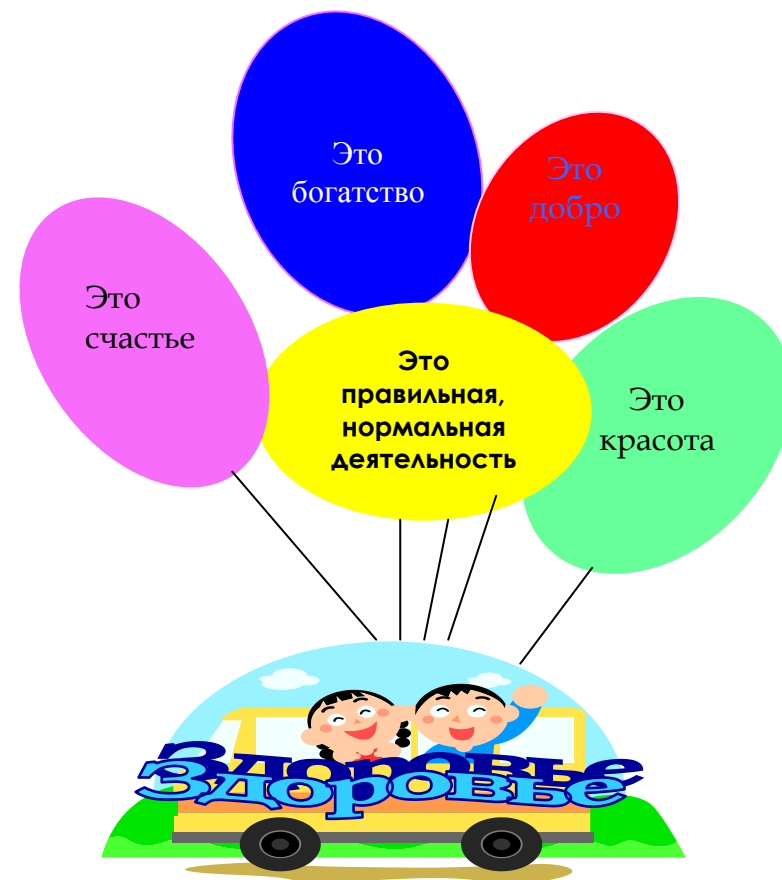 Это
богатство
Это
добро
Это
счастье
Это
правильная,
нормальная
деятельность
Это
красота
Здоровье